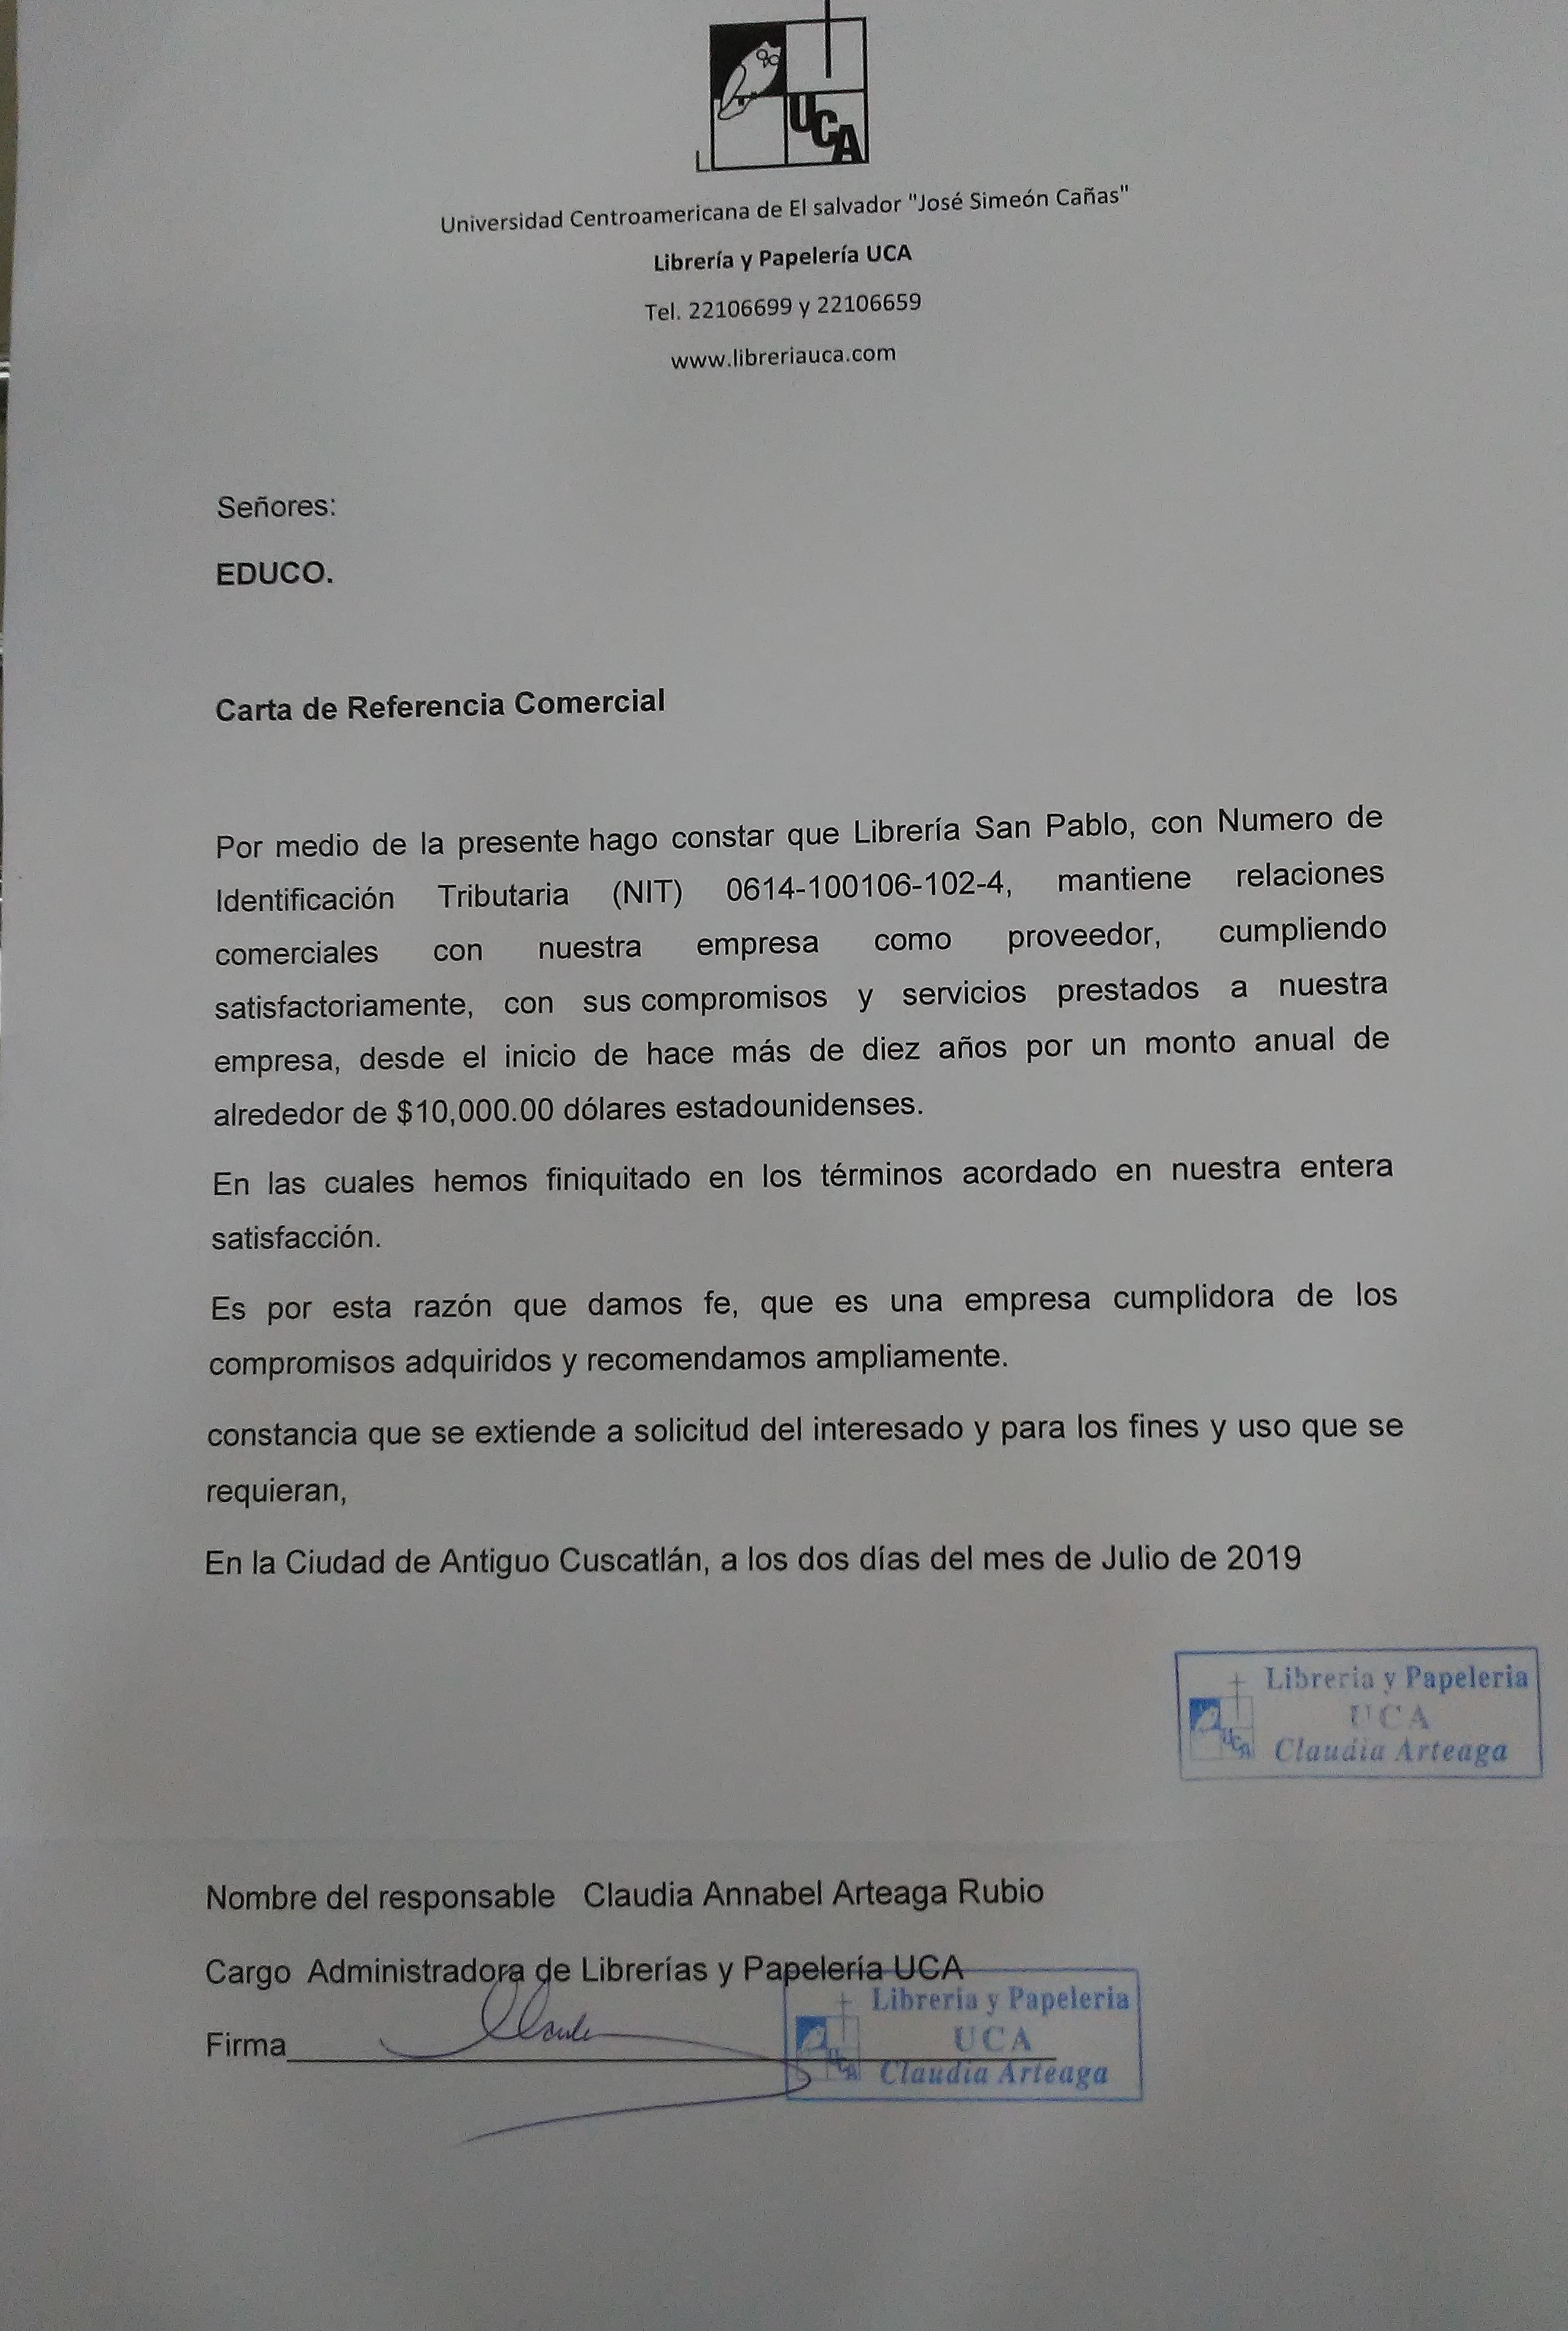 UCA
Universidad Centroamericana de El salvador "José Simeón Cañas"
Librería y Papelería UCA
Tel. 22106699 y 22106659
www.libreriauca.com
Señores:
EDUCO.
Carta de Referencia Comercial
Por medio de la presente hago constar que Librería San Pablo, con Numero de
Identificación Tributaria (NIT) 0614-100106-102-4, mantiene relaciones
comerciales con nuestra empresa como proveedor, cumpliendo
satisfactoriamente, con sus compromisos y servicios prestados a nuestra
empresa, desde el inicio de hace más de diez años por un monto anual de
alrededor de $10,000.00 dólares estadounidenses.
En las cuales hemos finiquitado en los términos acordado en nuestra entera
satisfacción.
Es por esta razón que damos fe, que es una empresa cumplidora de los
compromisos adquiridos y recomendamos ampliamente.
constancia que se extiende a solicitud del interesado y para los fines y uso que se
requieran,
En la Ciudad de Antiguo Cuscatlán, a los dos días del mes de Julio de 2019
Libreria y Papeleria
UCA
UCA
Claudia Arteaga
Nombre del responsable Claudia Annabel Arteaga Rubio
Cargo Administradora de Librerías y Papelería UCA
Firma
Libreria y Papeleria
UCA
UCA
Claudia Arteaga